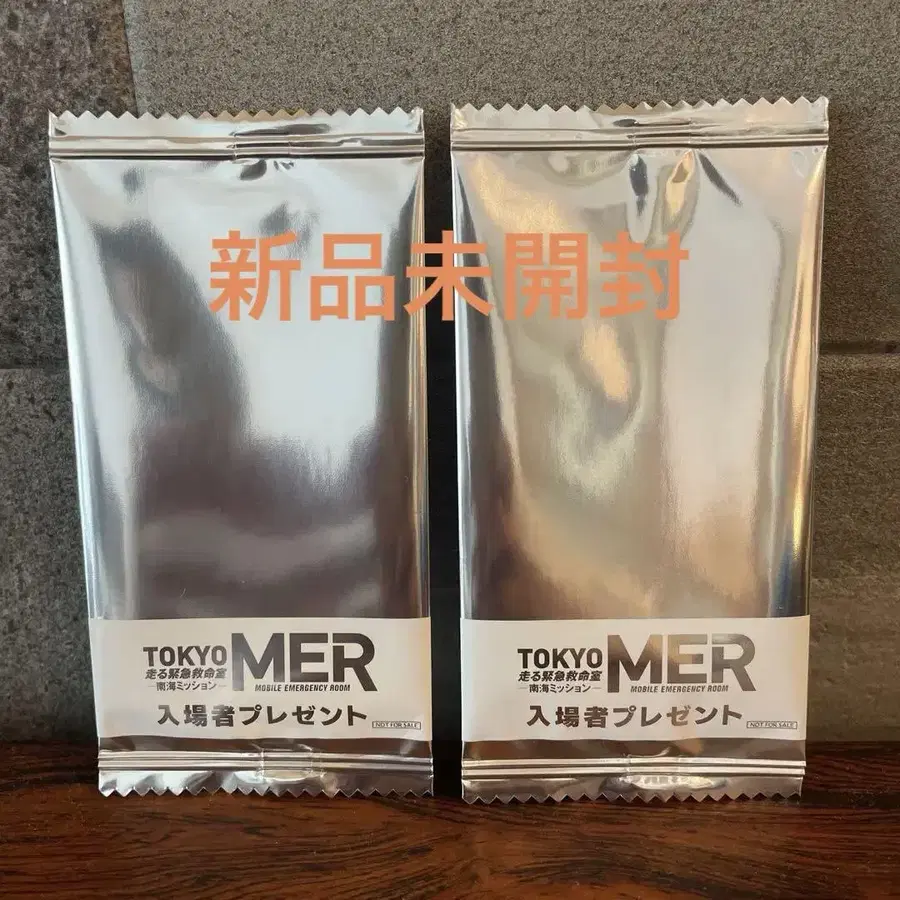 新品未開封
TOKYO MER
走る緊急救命室
MOBILE EMERGENCY ROOM
-南海ミッション-
入場者プレゼント
NOT FOR SALE
TOKYO MER
走る緊急救命室
MOBILE EMERGENCY ROOM
-南海ミッション-
入場者プレゼント
NOT FOR SALE